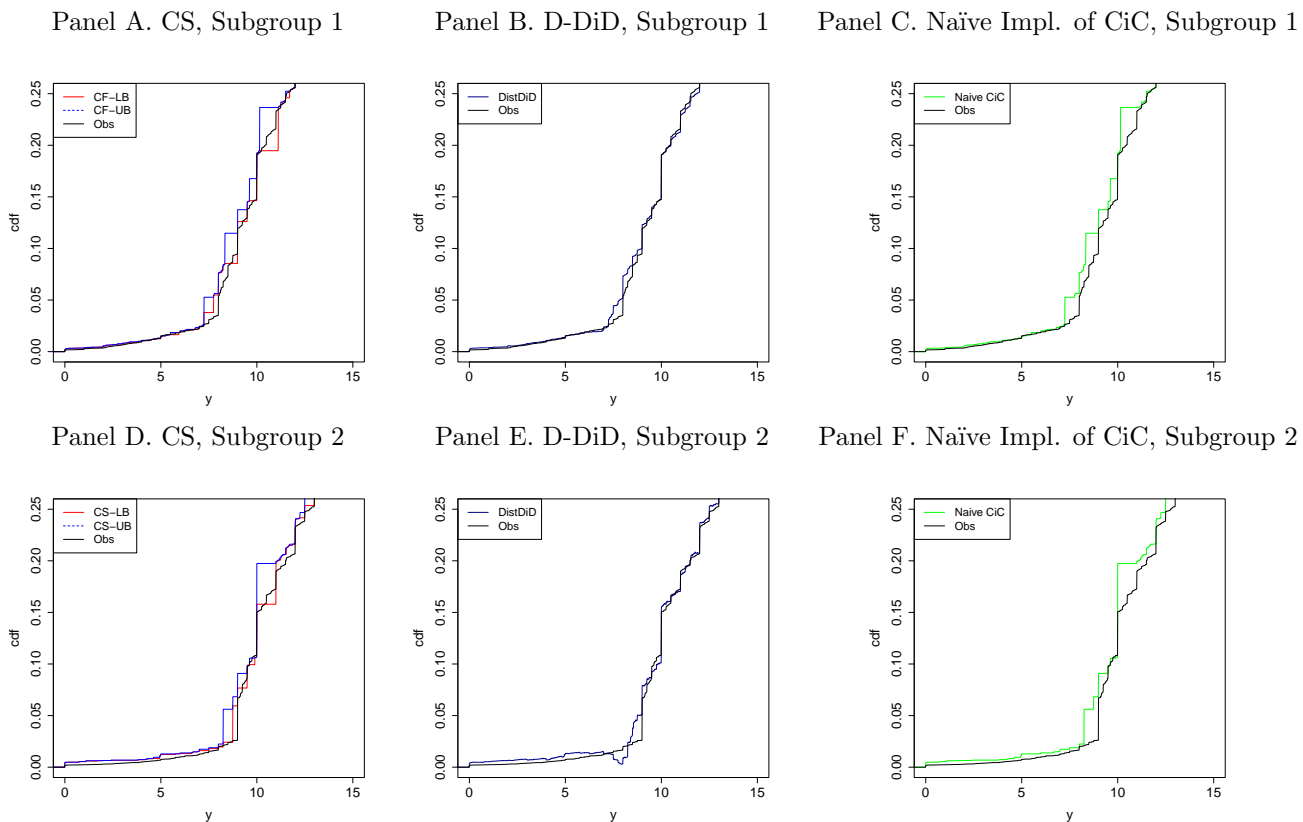 Panel A. CS, Subgroup 1
CF−LB
CF−UB
Obs
0.25
0.20
0.15
0.10
0.05
0.00
cdf
0
5
10
15
y
Panel B. D-DiD, Subgroup 1
DistDiD
Obs
0.25
0.20
0.15
0.10
0.05
0.00
cdf
0
5
10
15
y
Panel C. Naïve Impl. of CiC, Subgroup 1
Naive CiC
Obs
0.25
0.20
0.15
0.10
0.05
0.00
cdf
0
5
10
15
y
Panel D. CS, Subgroup 2
CS−LB
CS−UB
Obs
0.25
0.20
0.15
0.10
0.05
0.00
cdf
0
5
10
15
y
Panel E. D-DiD, Subgroup 2
DistDiD
Obs
0.25
0.20
0.15
0.10
0.05
0.00
cdf
0
5
10
15
y
Panel F. Naïve Impl. of CiC, Subgroup 2
Naive CiC
Obs
0.25
0.20
0.15
0.10
0.05
0.00
cdf
0
5
10
15
y